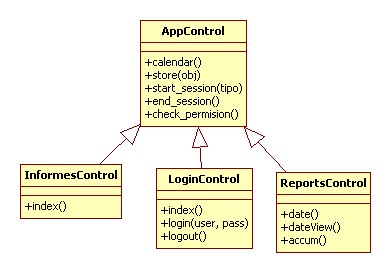 AppControl
+calendar()
+store(obj)
+start_session(tipo)
+end_session()
+check_permision()
InformesControl
+index()
LoginControl
+index()
+login(user, pass)
+logout()
ReportsControl
+date()
+dateView()
+accum()